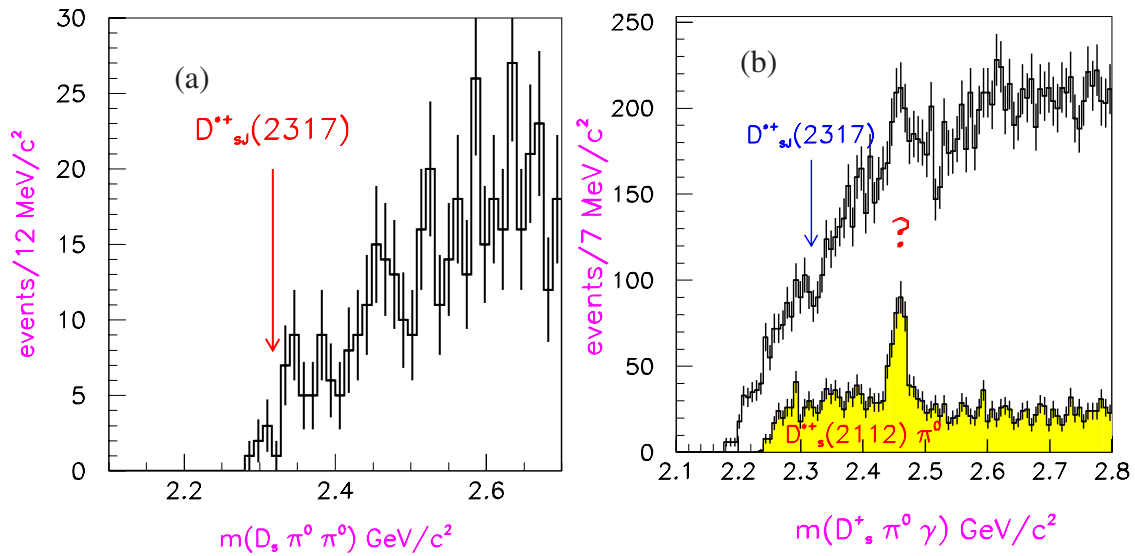 (a)
D*+sJ(2317)
events/12 MeV/c²
30
25
20
15
10
5
0
2.2
2.4
2.6
m(Ds π⁰ π⁰) GeV/c²
(b)
D*+sJ(2317)
?
D*+s(2112) π⁰
events/7 MeV/c²
250
200
150
100
50
0
2.1
2.2
2.3
2.4
2.5
2.6
2.7
2.8
m(D+s π⁰ γ) GeV/c²